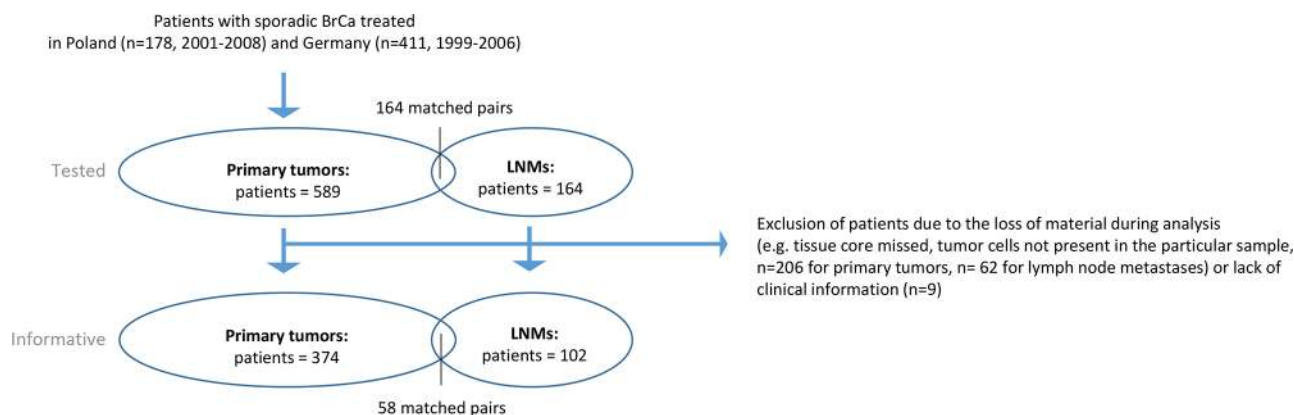 Patients with sporadic BrCa treated
in Poland (n=178, 2001-2008) and Germany (n=411, 1999-2006)
164 matched pairs
Tested
Primary tumors:
patients = 589
LNMs:
patients = 164
Exclusion of patients due to the loss of material during analysis
(e.g. tissue core missed, tumor cells not present in the particular sample,
n=206 for primary tumors, n= 62 for lymph node metastases) or lack of
clinical information (n=9)
Informative
Primary tumors:
patients = 374
LNMs:
patients = 102
58 matched pairs